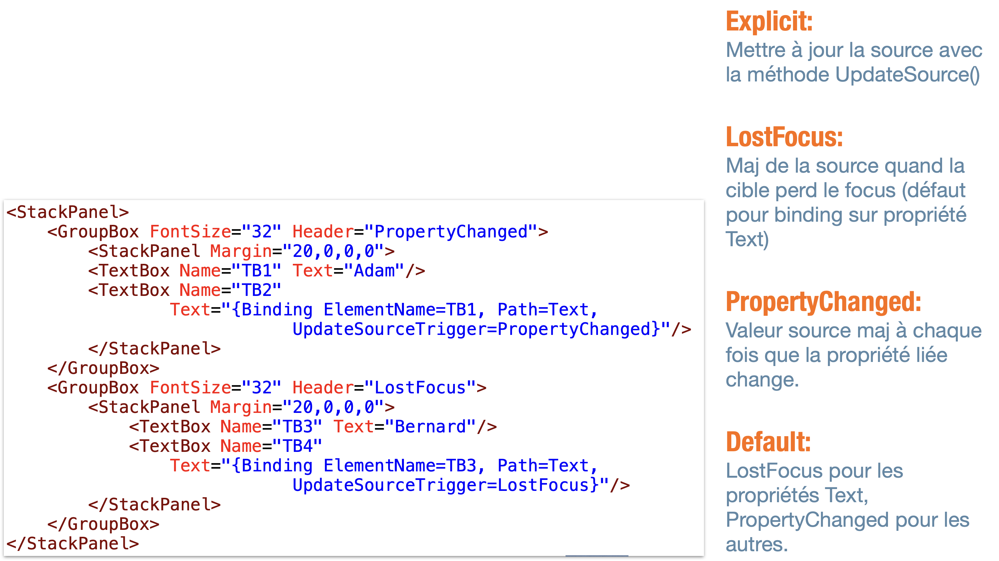 <StackPanel>
    <GroupBox FontSize="32" Header="PropertyChanged">
        <StackPanel Margin="20,0,0,0">
        <TextBox Name="TB1" Text="Adam"/>
        <TextBox Name="TB2"
                Text="{Binding ElementName=TB1, Path=Text,
                            UpdateSourceTrigger=PropertyChanged}"/>
        </StackPanel>
    </GroupBox>
    <GroupBox FontSize="32" Header="LostFocus">
        <StackPanel Margin="20,0,0,0">
            <TextBox Name="TB3" Text="Bernard"/>
            <TextBox Name="TB4"
                Text="{Binding ElementName=TB3, Path=Text,
                            UpdateSourceTrigger=LostFocus}"/>
        </StackPanel>
    </GroupBox>
</StackPanel>
Explicit:
Mettre à jour la source avec
la méthode UpdateSource()
LostFocus:
Maj de la source quand la
cible perd le focus (défaut
pour binding sur propriété
Text)
PropertyChanged:
Valeur source maj à chaque
fois que la propriété liée
change.
Default:
LostFocus pour les
propriétés Text,
PropertyChanged pour les
autres.